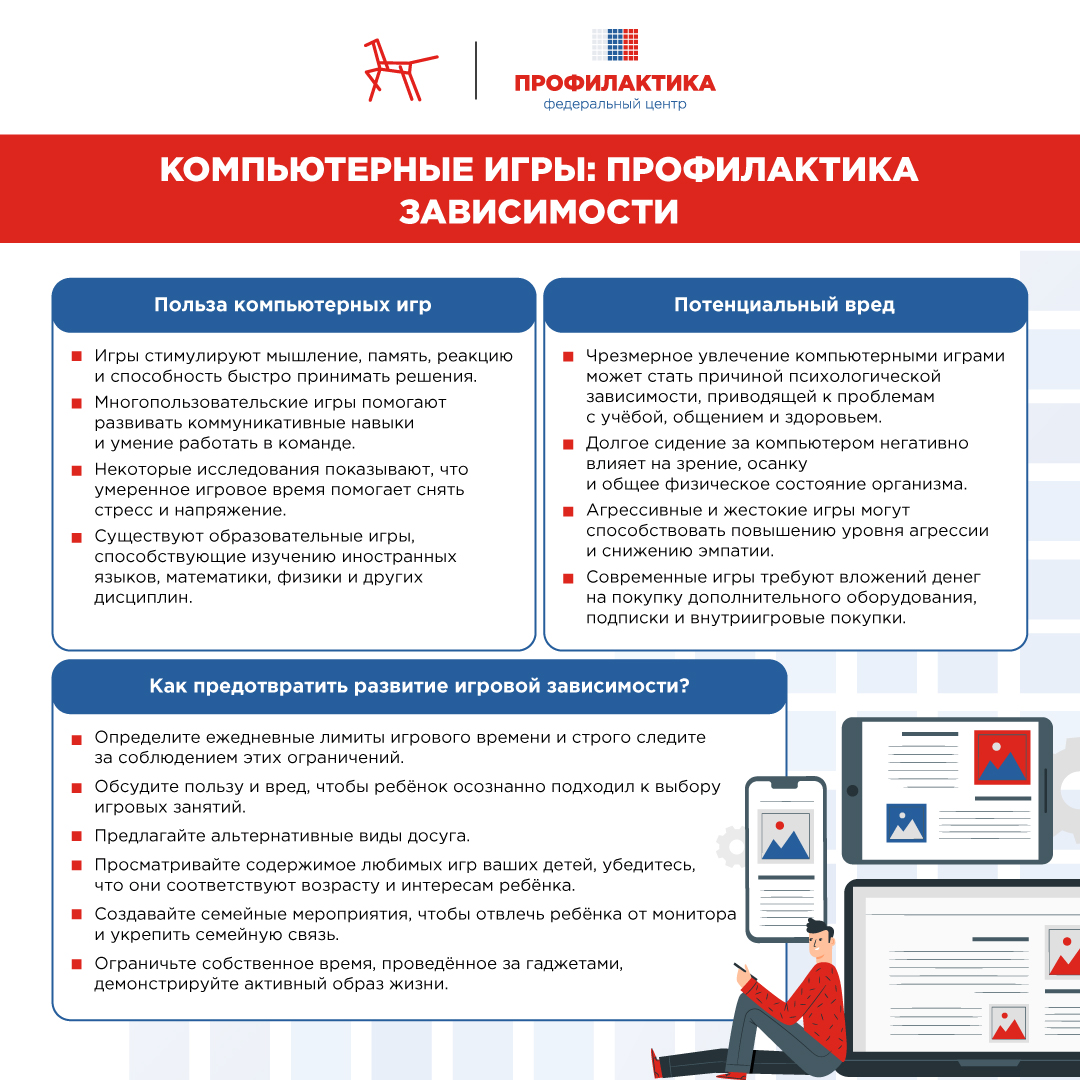 ПРОФИЛАКТИКА
федеральный центр
КОМПЬЮТЕРНЫЕ ИГРЫ: ПРОФИЛАКТИКА
ЗАВИСИМОСТИ
Польза компьютерных игр
Игры стимулируют мышление, память, реакцию
и способность быстро принимать решения.
Многопользовательские игры помогают
развивать коммуникативные навыки
и умение работать в команде.
Некоторые исследования показывают, что
умеренное игровое время помогает снять
стресс и напряжение.
Существуют образовательные игры,
способствующие изучению иностранных
языков, математики, физики и других
дисциплин.
Потенциальный вред
Чрезмерное увлечение компьютерными играми
может стать причиной психологической
зависимости, приводящей к проблемам
с учёбой, общением и здоровьем.
Долгое сидение за компьютером негативно
влияет на зрение, осанку
и общее физическое состояние организма.
Агрессивные и жестокие игры могут
способствовать повышению уровня агрессии
и снижению эмпатии.
Современные игры требуют вложений денег
на покупку дополнительного оборудования,
подписки и внутриигровые покупки.
Как предотвратить развитие игровой зависимости?
Определите ежедневные лимиты игрового времени и строго следите
за соблюдением этих ограничений.
Обсудите пользу и вред, чтобы ребёнок осознанно подходил к выбору
игровых занятий.
Предлагайте альтернативные виды досуга.
Просматривайте содержимое любимых игр ваших детей, убедитесь,
что они соответствуют возрасту и интересам ребёнка.
Создавайте семейные мероприятия, чтобы отвлечь ребёнка от монитора
и укрепить семейную связь.
Ограничьте собственное время, проведённое за гаджетами,
демонстрируйте активный образ жизни.